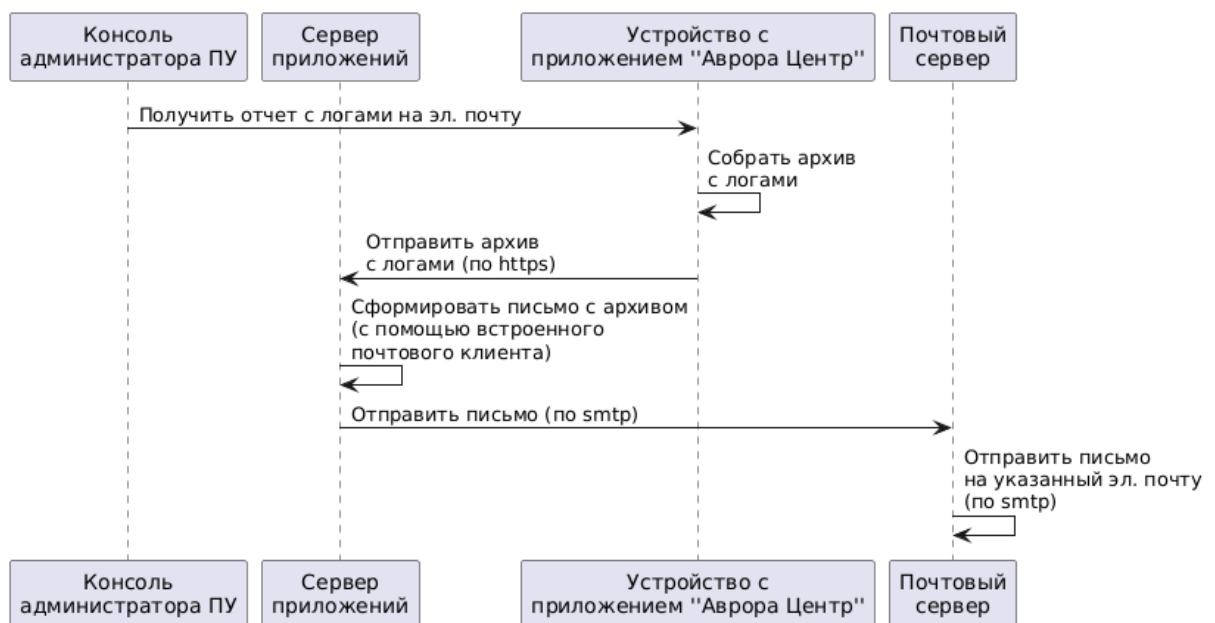 Консоль
администратора ПУ
Сервер
приложений
Устройство с
приложением ''Аврора Центр''
Почтовый
сервер
Получить отчет с логами на эл. почту
Собрать архив
с логами
Отправить архив
с логами (по https)
Сформировать письмо с архивом
(с помощью встроенного
почтового клиента)
Отправить письмо (по smtp)
Отправить письмо
на указанный эл. почту
(по smtp)
Консоль
администратора ПУ
Сервер
приложений
Устройство с
приложением ''Аврора Центр''
Почтовый
сервер